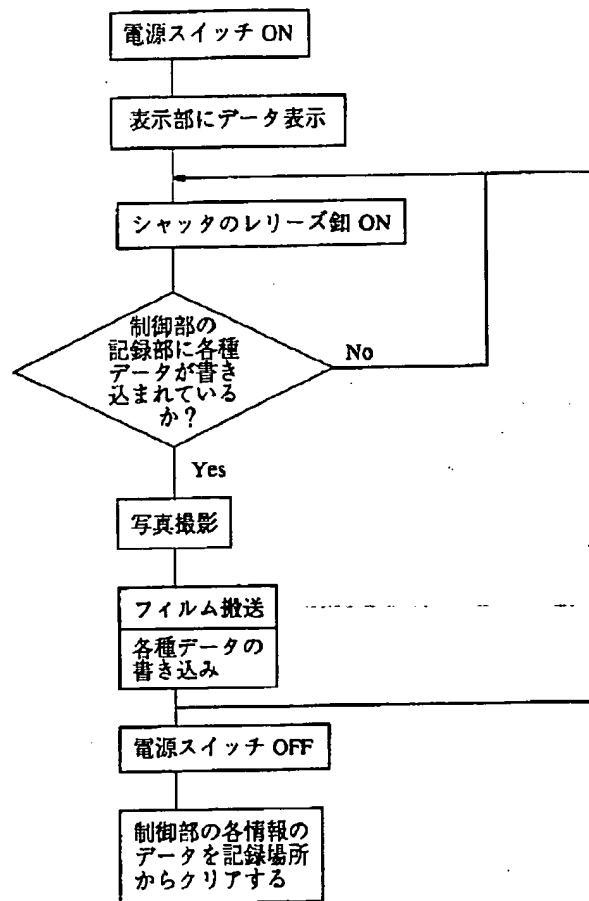 電源スイッチ ON
表示部にデータ表示
シャッタのレリーズ釦 ON
制御部の
記録部に各種
データが書き
込まれている
か？
No
Yes
写真撮影
フィルム搬送
各種データの
書き込み
電源スイッチ OFF
制御部の各情報の
データを記録場所
からクリアする